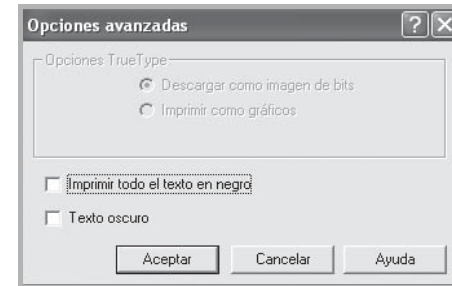 Opciones avanzadas
Opciones TrueType
Descargar como imagen de bits
Imprimir como gráficos
Imprimir todo el texto en negro
Texto oscuro
Aceptar Cancelar Ayuda